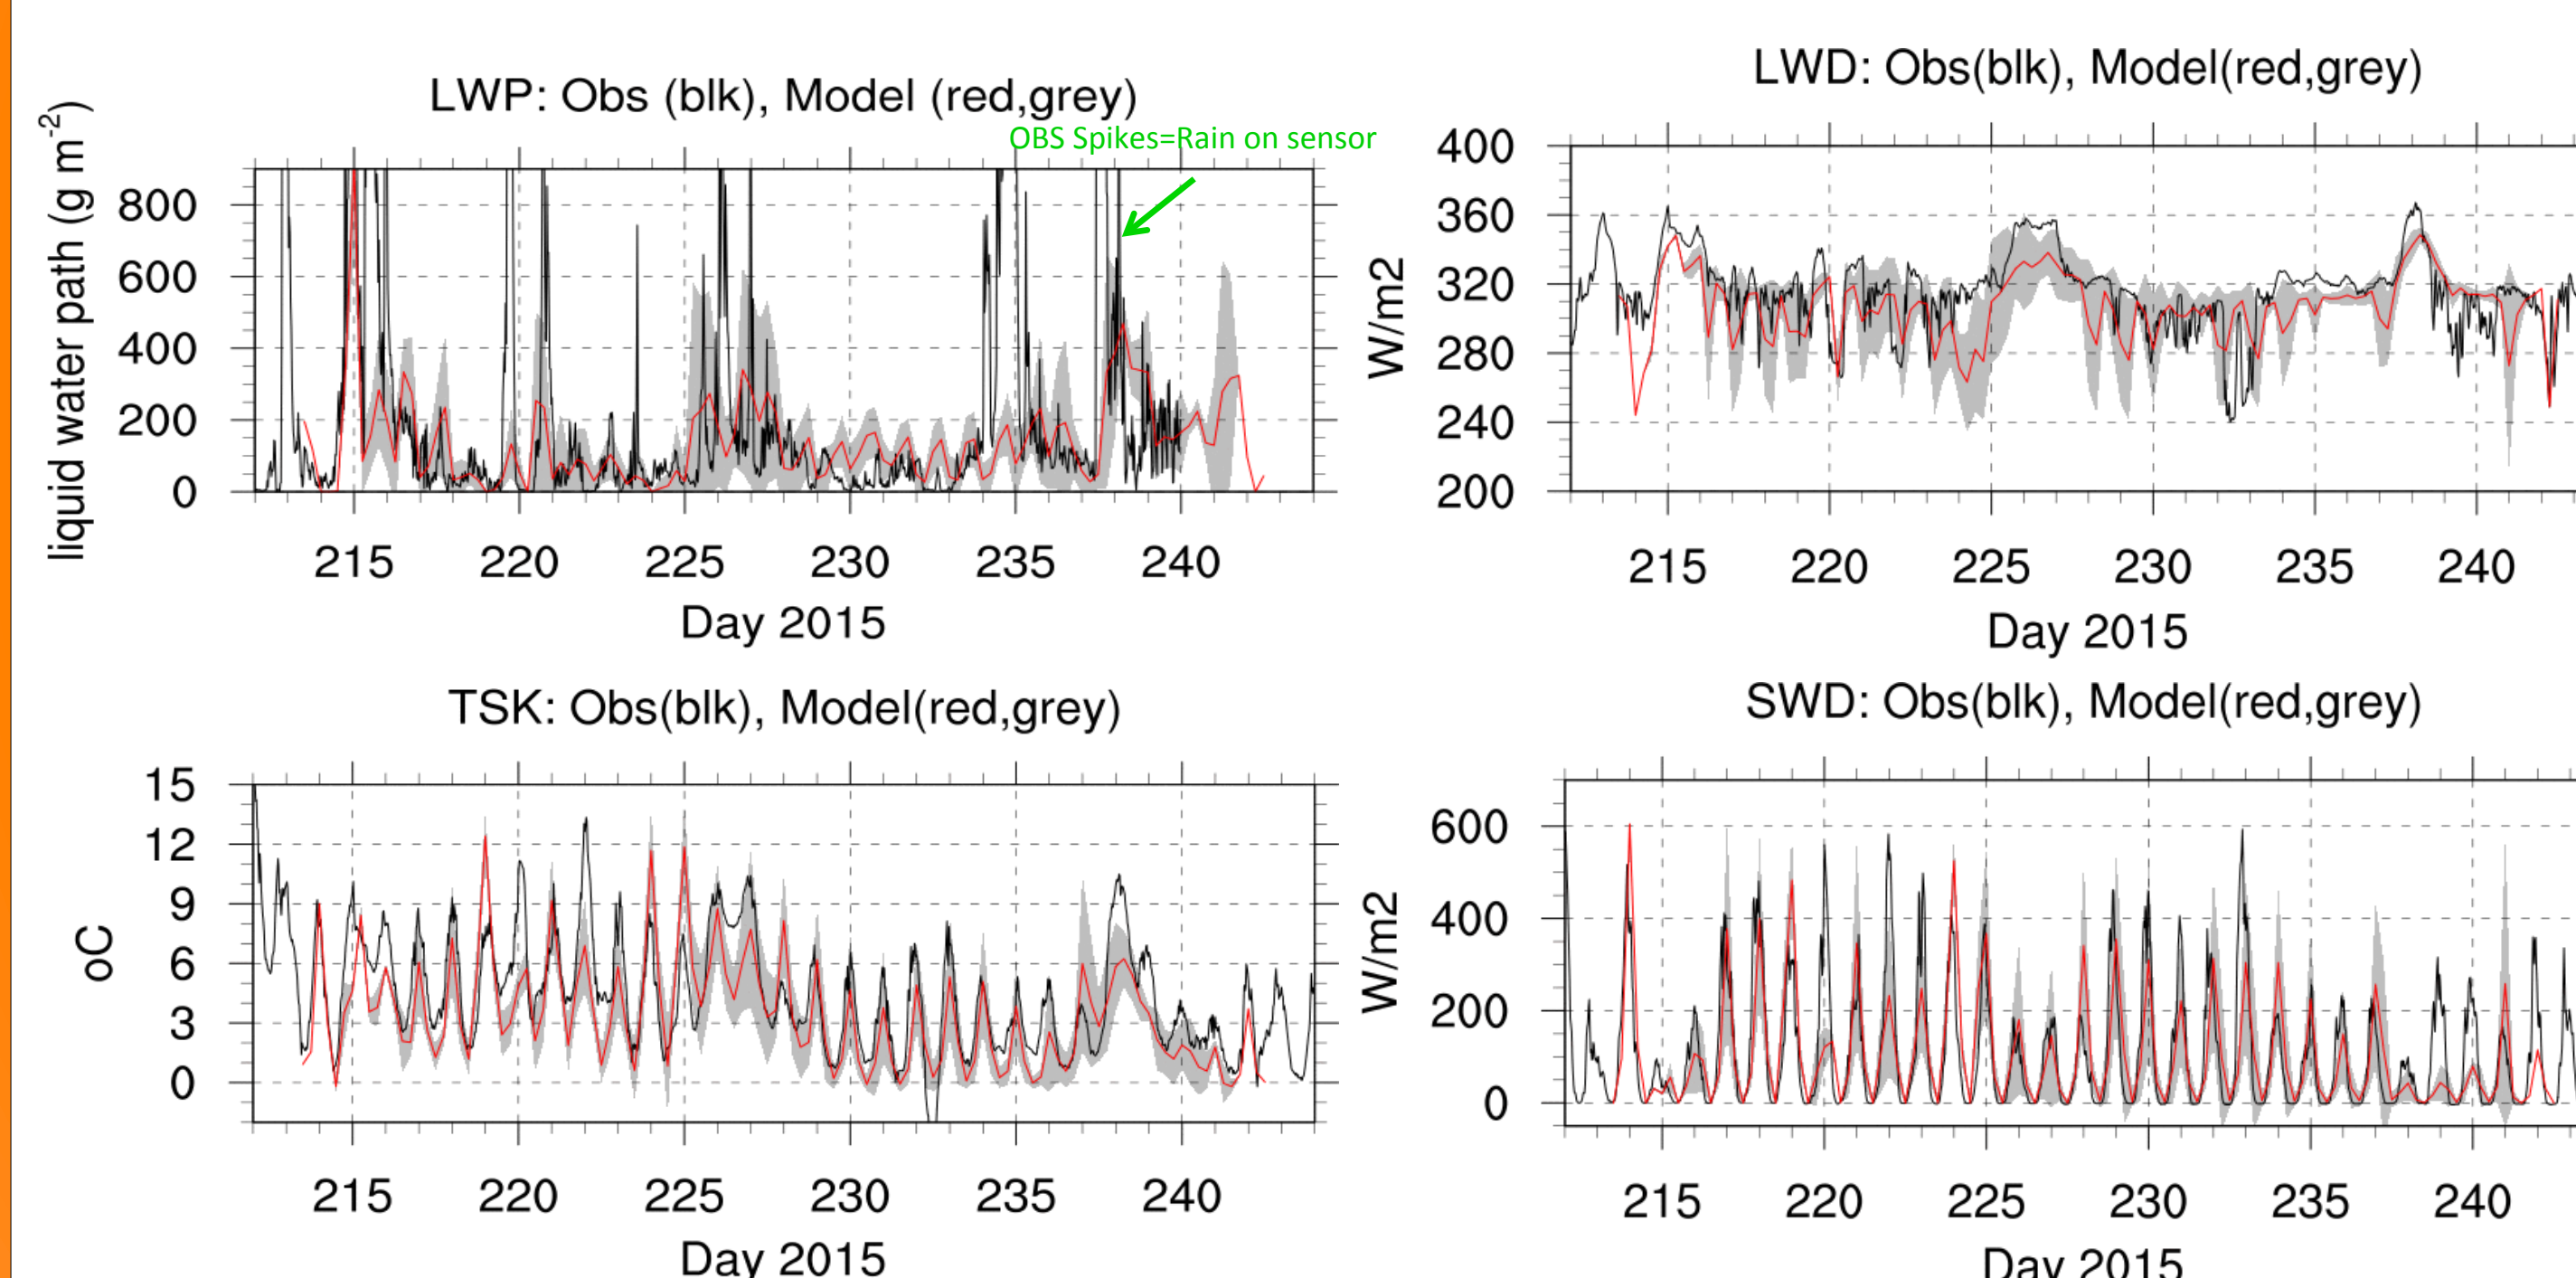 LWP: Obs (blk), Model (red,grey)
OBS Spikes=Rain on sensor
liquid water path (g m⁻²)
800
600
400
200
0
215 220 225 230 235 240
Day 2015
LWD: Obs(blk), Model(red,grey)
W/m2
400
360
320
280
240
200
215 220 225 230 235 240
Day 2015
TSK: Obs(blk), Model(red,grey)
oC
15
12
9
6
3
0
215 220 225 230 235 240
Day 2015
SWD: Obs(blk), Model(red,grey)
W/m2
600
400
200
0
215 220 225 230 235 240
Day 2015